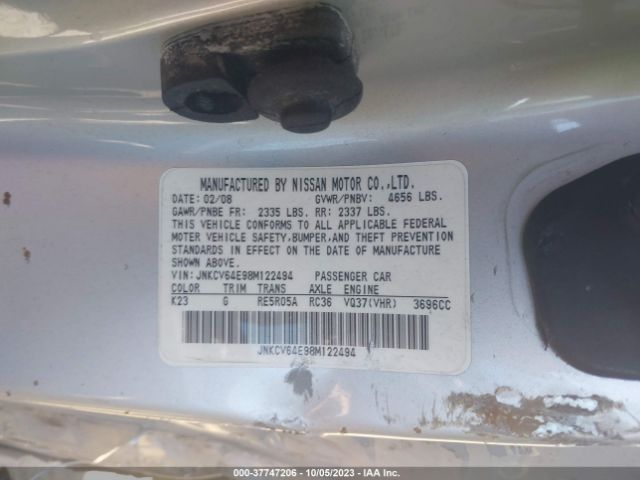 MANUFACTURED BY NISSAN MOTOR CO.,LTD.
DATE: 02/08 GVWR/PNBV: 4656 LBS.
GAWR/PNBE FR: 2335 LBS. RR: 2337 LBS.
THIS VEHICLE CONFORMS TO ALL APPLICABLE FEDERAL
MOTOR VEHICLE SAFETY,BUMPER,AND THEFT PREVENTION
STANDARDS IN EFFECT ON THE DATE OF MANUFACTURE
SHOWN ABOVE.
VIN: JNKCV64E98M122494 PASSENGER CAR
COLOR TRIM TRANS AXLE ENGINE
K23 G RE5R05A RC36 VQ37(VHR) 3696CC
JNKCV64E98M122494
000-37747206 - 10/05/2023 - IAA Inc.